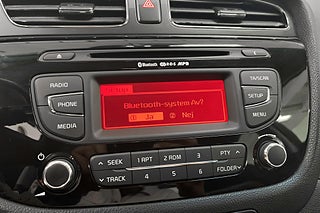 Bluetooth RDS MP3
RADIO
PHONE
MEDIA
SETUP
Bluetooth-system Av?
① Ja ② Nej
TA/SCAN
SETUP
MENU
∧ SEEK
∨ TRACK
1 RPT
2 RDM
3
4
5
6
PTY ∧
FOLDER ∨